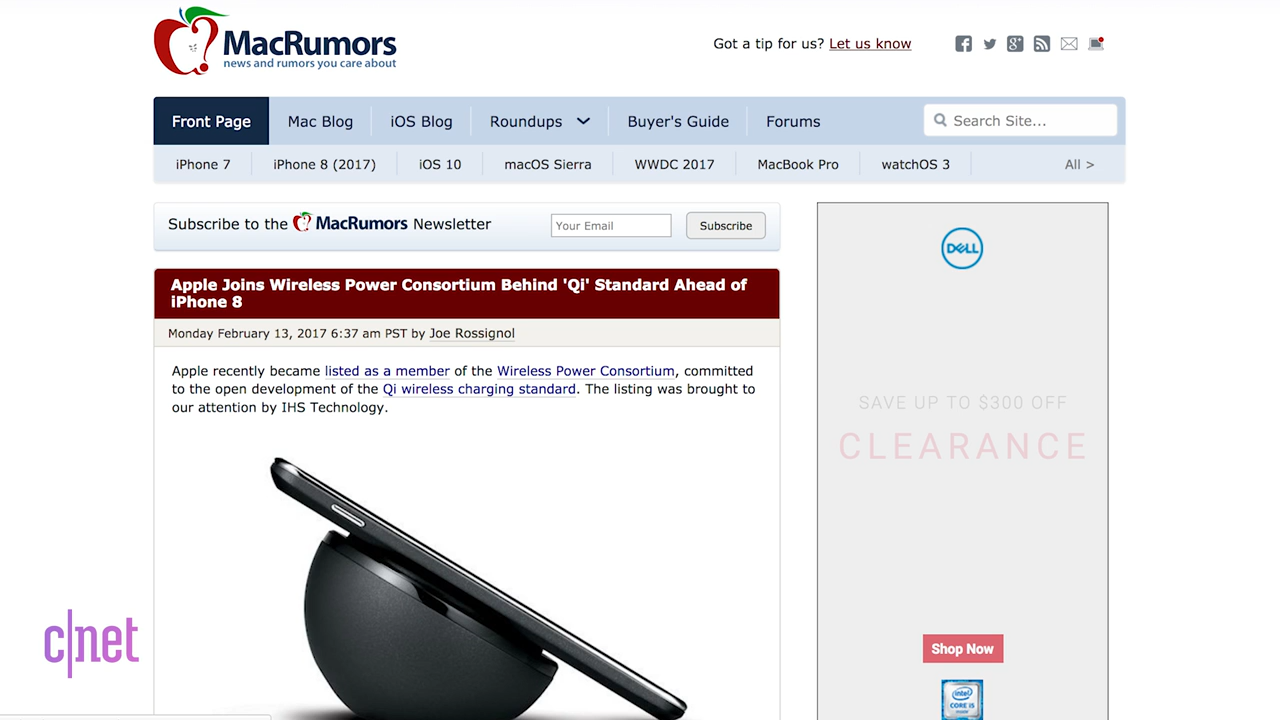 MacRumors
news and rumors you care about
Got a tip for us? Let us know
Front Page
Mac Blog
iOS Blog
Roundups
Buyer's Guide
Forums
Search Site...
iPhone 7
iPhone 8 (2017)
iOS 10
macOS Sierra
WWDC 2017
MacBook Pro
watchOS 3
All >
Subscribe to the MacRumors Newsletter
Your Email
Subscribe
DELL
Apple Joins Wireless Power Consortium Behind 'Qi' Standard Ahead of
iPhone 8
Monday February 13, 2017 6:37 am PST by Joe Rossignol
Apple recently became listed as a member of the Wireless Power Consortium, committed
to the open development of the Qi wireless charging standard. The listing was brought to
our attention by IHS Technology.
SAVE UP TO $300 OFF
CLEARANCE
Shop Now
intel
CORE i5
c|net